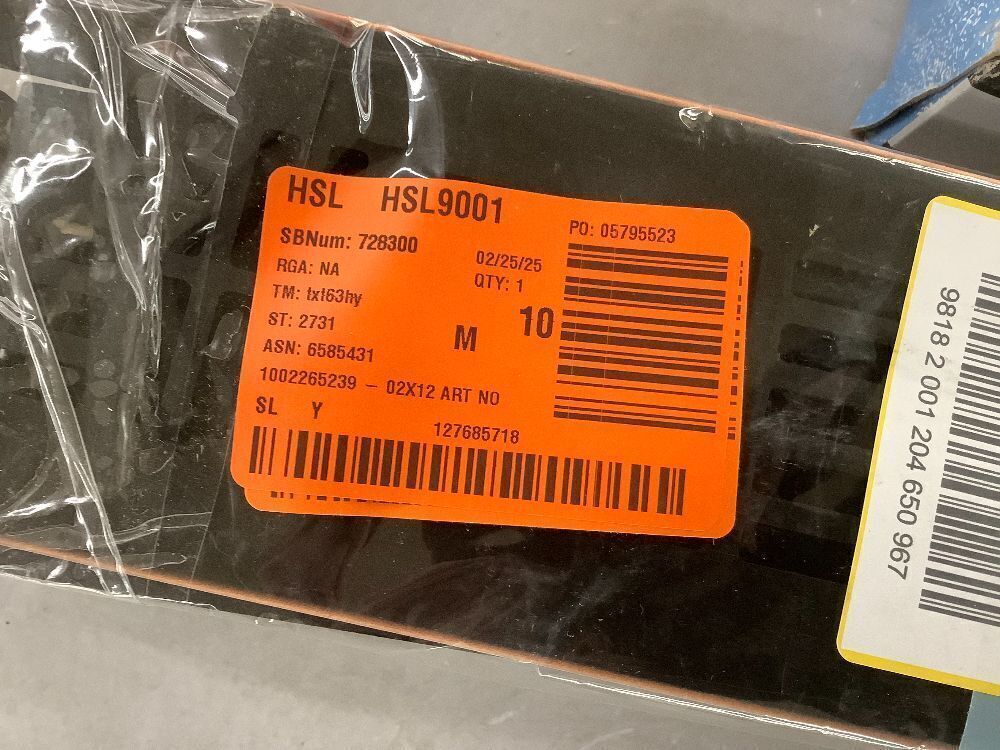 HSL HSL9001
PO: 05795523
SBNum: 728300
02/25/25
RGA: NA
QTY: 1
TM: txt63hy
ST: 2731
M
10
ASN: 6585431
1002265239 – 02X12 ART NO
SL Y
127685718
9818 2 001 204 650 967